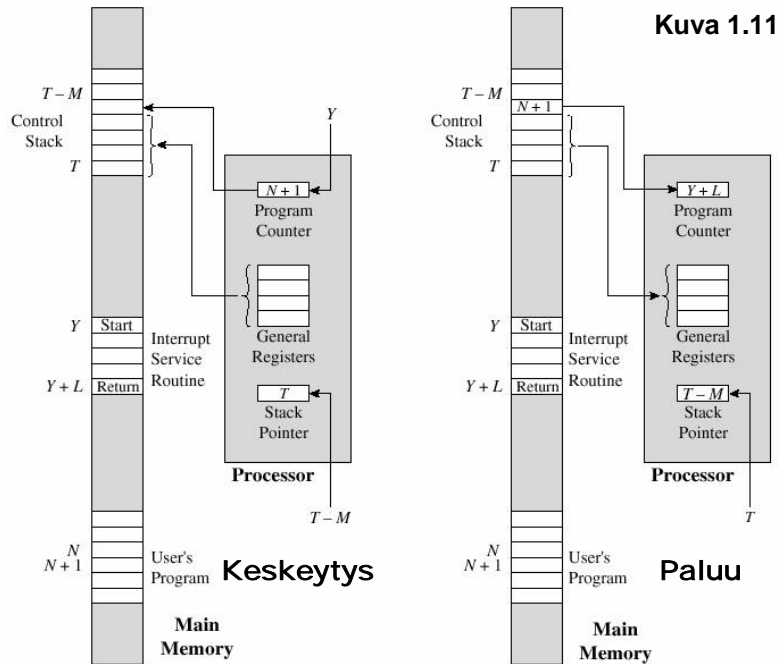 Kuva 1.11
T – M
Control
Stack
T
Y
N + 1
Program
Counter
General
Registers
Y
Start
Interrupt
Service
Routine
Y + L
Return
T
Stack
Pointer
Processor
T – M
N
N + 1
User's
Program
Keskeytys
Main
Memory
T – M
N + 1
Control
Stack
T
Y + L
Program
Counter
General
Registers
Y
Start
Interrupt
Service
Routine
Y + L
Return
T – M
Stack
Pointer
Processor
T
N
N + 1
User's
Program
Paluu
Main
Memory